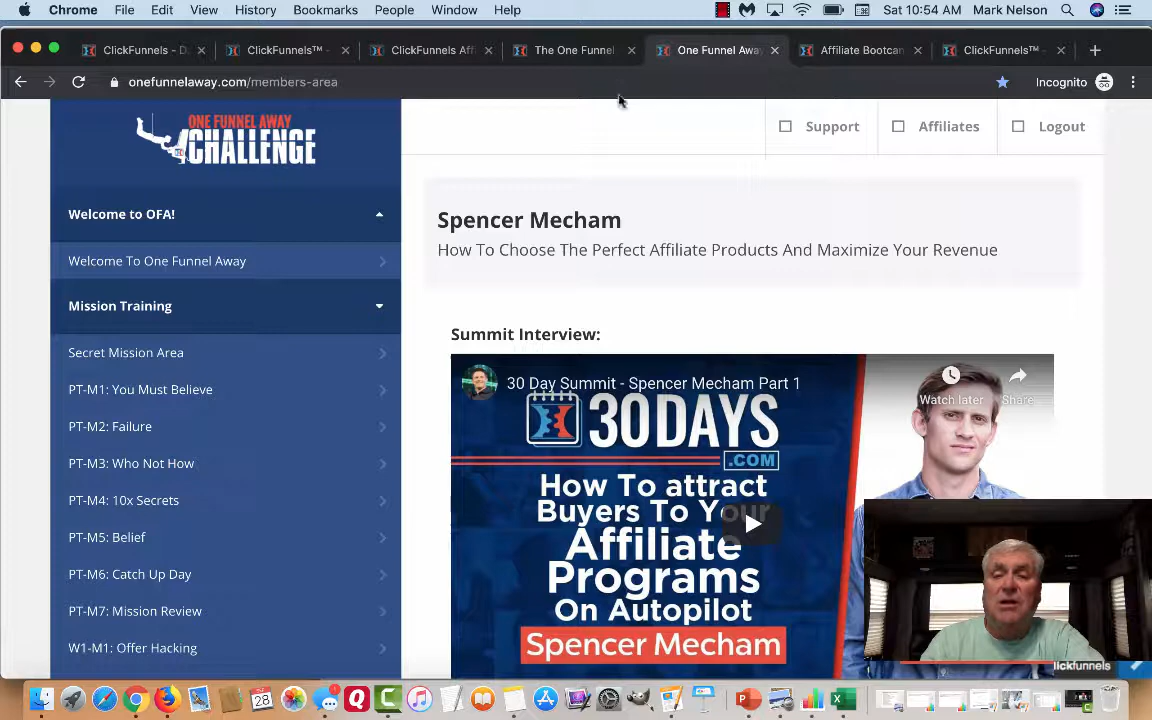 Chrome File Edit View History Bookmarks People Window Help Sat 10:54 AM Mark Nelson
ClickFunnels - D
ClickFunnels™ -
ClickFunnels Aff
The One Funnel
One Funnel Awa
Affiliate Bootcan
ClickFunnels™ -
onefunnelaway.com/members-area
Incognito
ONE FUNNEL AWAY
CHALLENGE
Support
Affiliates
Logout
Welcome to OFA!
Welcome To One Funnel Away
Mission Training
Secret Mission Area
PT-M1: You Must Believe
PT-M2: Failure
PT-M3: Who Not How
PT-M4: 10x Secrets
PT-M5: Belief
PT-M6: Catch Up Day
PT-M7: Mission Review
W1-M1: Offer Hacking
Spencer Mecham
How To Choose The Perfect Affiliate Products And Maximize Your Revenue
Summit Interview:
30 Day Summit - Spencer Mecham Part 1
Watch later
Share
30DAYS
.COM
How To attract
Buyers To Your
Affiliate
Programs
On Autopilot
Spencer Mecham
lickfunnels
28